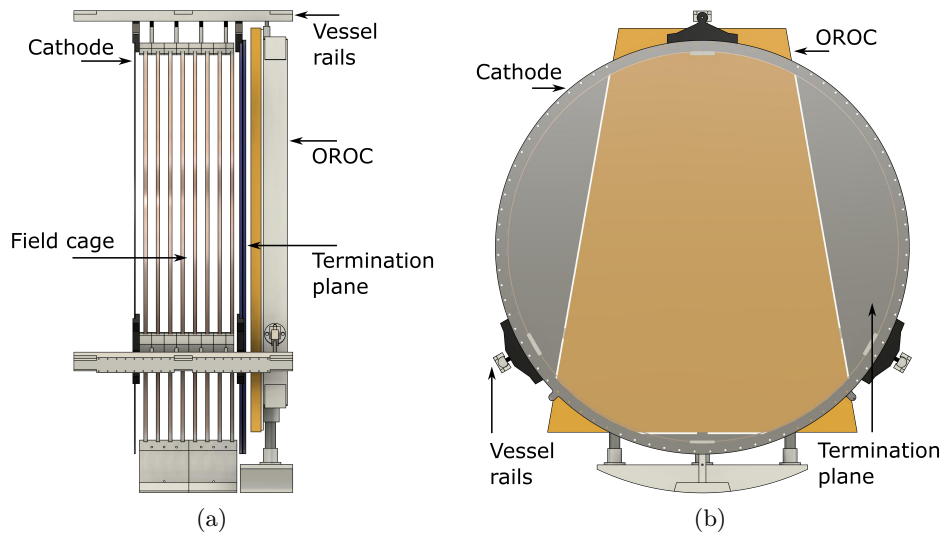 Vessel
rails
Cathode
OROC
Field cage
Termination
plane
(a)
OROC
Cathode
Vessel
rails
Termination
plane
(b)